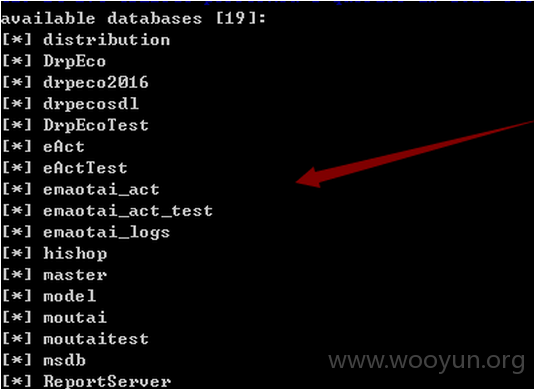 available databases [19]:
[*] distribution
[*] DrpEco
[*] drpeco2016
[*] drpecosdl
[*] DrpEcoTest
[*] eAct
[*] eActTest
[*] emaotai_act
[*] emaotai_act_test
[*] emaotai_logs
[*] hishop
[*] master
[*] model
[*] moutai
[*] moutaitest
[*] msdb
[*] ReportServer
www.wooyun.org